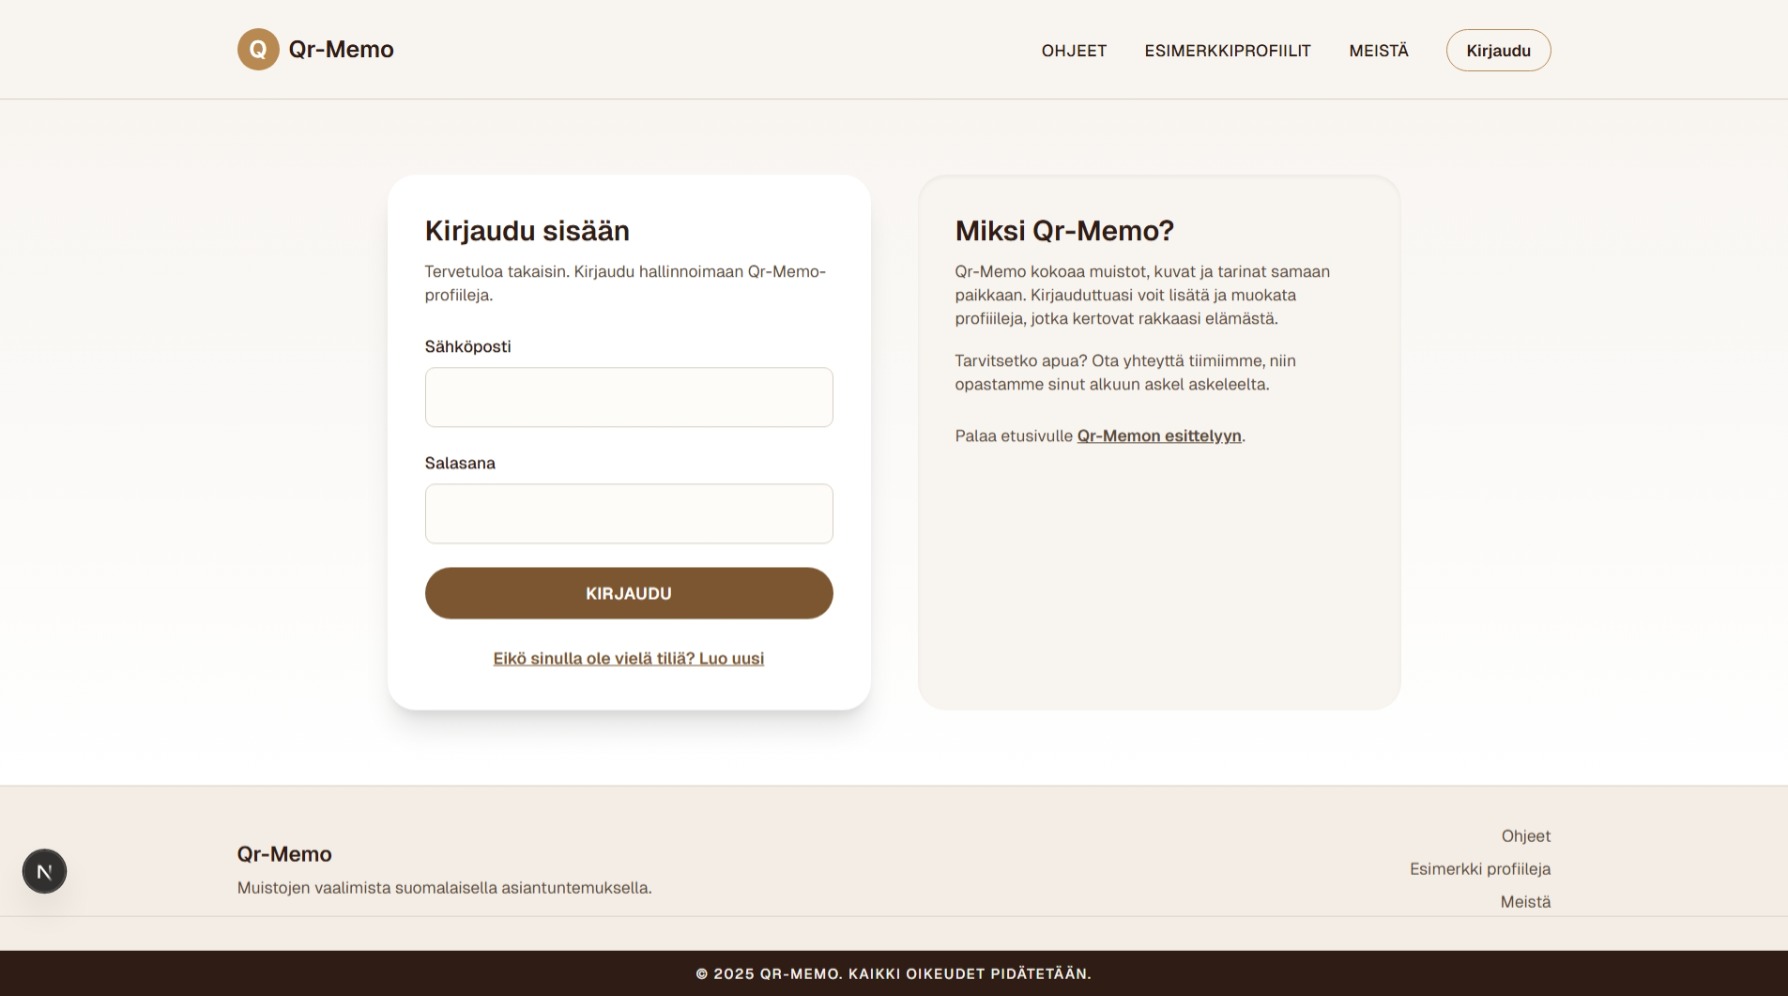 Q Qr-Memo
OHJEET ESIMERKKIPROFIILIT MEISTÄ Kirjaudu
Kirjaudu sisään
Tervetuloa takaisin. Kirjaudu hallinnoimaan Qr-Memo-
profiileja.
Sähköposti
Salasana
KIRJAUDU
Eikö sinulla ole vielä tiliä? Luo uusi
Miksi Qr-Memo?
Qr-Memo kokoaa muistot, kuvat ja tarinat samaan
paikkaan. Kirjauduttuasi voit lisätä ja muokata
profiiileja, jotka kertovat rakkaasi elämästä.
Tarvitsetko apua? Ota yhteyttä tiimiimme, niin
opastamme sinut alkuun askel askeleelta.
Palaa etusivulle Qr-Memon esittelyyn.
Qr-Memo
Muistojen vaalimista suomalaisella asiantuntemuksella.
Ohjeet
Esimerkki profiileja
Meistä
N
© 2025 QR-MEMO. KAIKKI OIKEUDET PIDÄTETÄÄN.